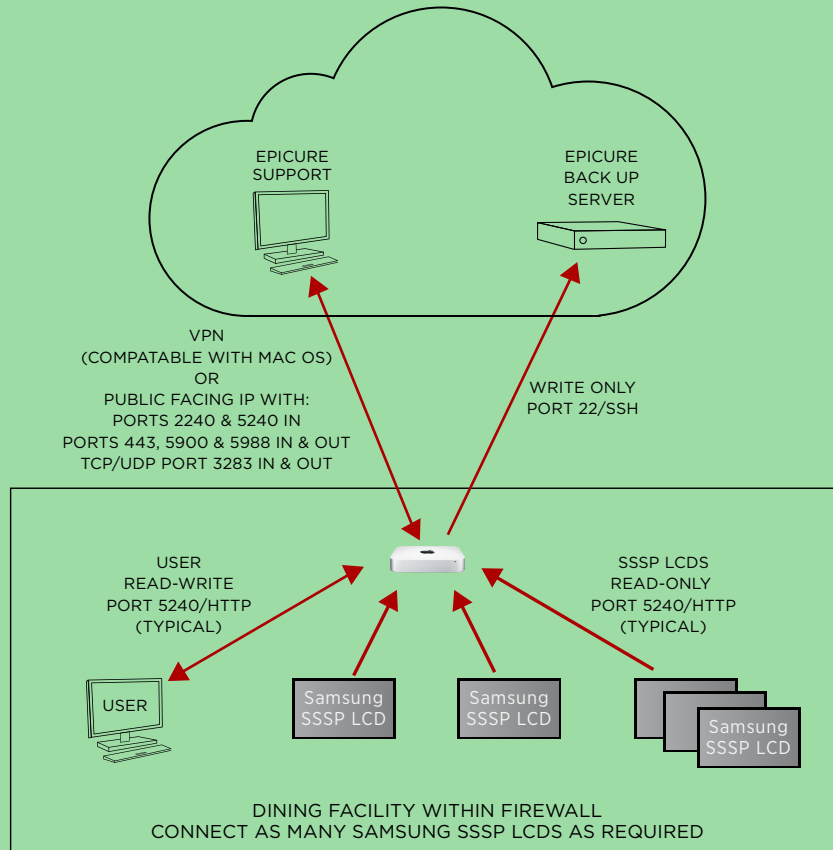 EPICURE
SUPPORT
EPICURE
BACK UP
SERVER
VPN
(COMPATABLE WITH MAC OS)
OR
PUBLIC FACING IP WITH:
PORTS 2240 & 5240 IN
PORTS 443, 5900 & 5988 IN & OUT
TCP/UDP PORT 3283 IN & OUT
WRITE ONLY
PORT 22/SSH
USER
READ-WRITE
PORT 5240/HTTP
(TYPICAL)
SSSP LCDS
READ-ONLY
PORT 5240/HTTP
(TYPICAL)
USER
Samsung
SSSP LCD
Samsung
SSSP LCD
Samsung
SSSP LCD
DINING FACILITY WITHIN FIREWALL
CONNECT AS MANY SAMSUNG SSSP LCDS AS REQUIRED